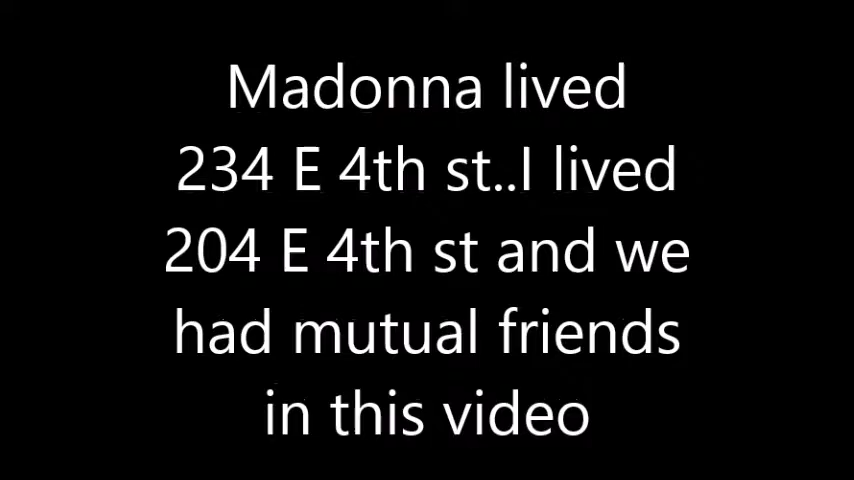 Madonna lived
234 E 4th st..I lived
204 E 4th st and we
had mutual friends
in this video